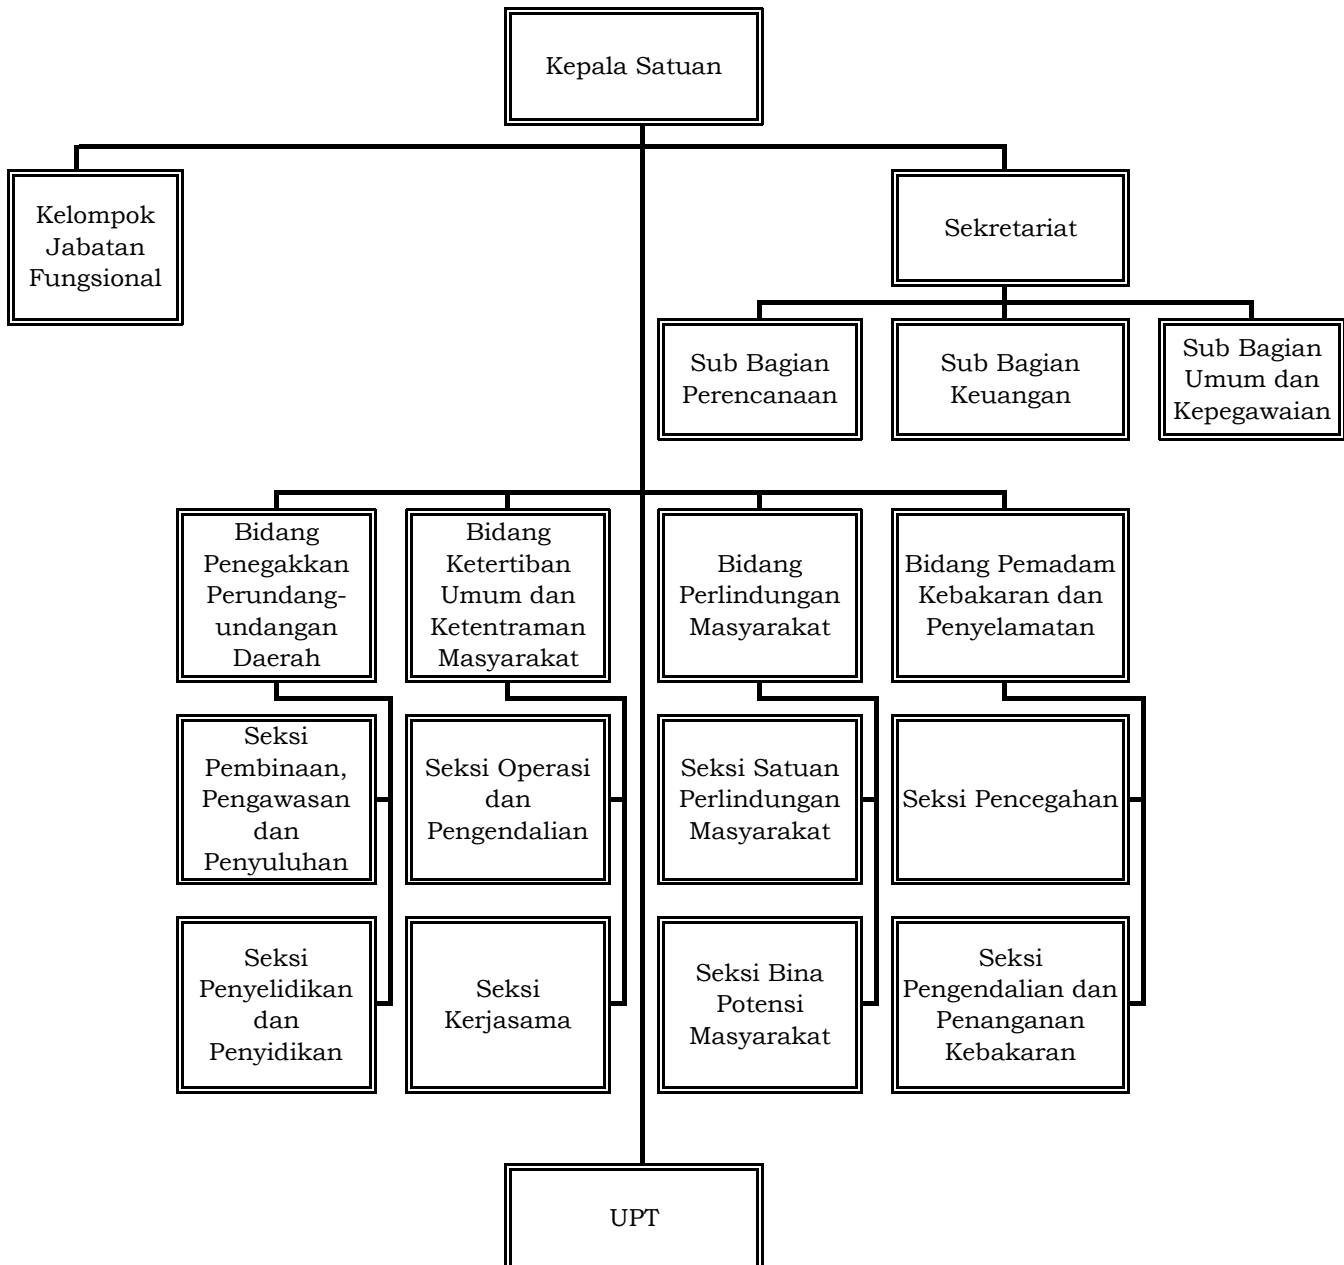 Kepala Satuan
Kelompok
Jabatan
Fungsional
Sekretariat
Sub Bagian
Perencanaan
Sub Bagian
Keuangan
Sub Bagian
Umum dan
Kepegawaian
Bidang
Penegakkan
Perundang-
undangan
Daerah
Bidang
Ketertiban
Umum dan
Ketentraman
Masyarakat
Bidang
Perlindungan
Masyarakat
Bidang Pemadam
Kebakaran dan
Penyelamatan
Seksi
Pembinaan,
Pengawasan
dan
Penyuluhan
Seksi Operasi
dan
Pengendalian
Seksi Satuan
Perlindungan
Masyarakat
Seksi Pencegahan
Seksi
Penyelidikan
dan
Penyidikan
Seksi
Kerjasama
Seksi Bina
Potensi
Masyarakat
Seksi
Pengendalian dan
Penanganan
Kebakaran
UPT